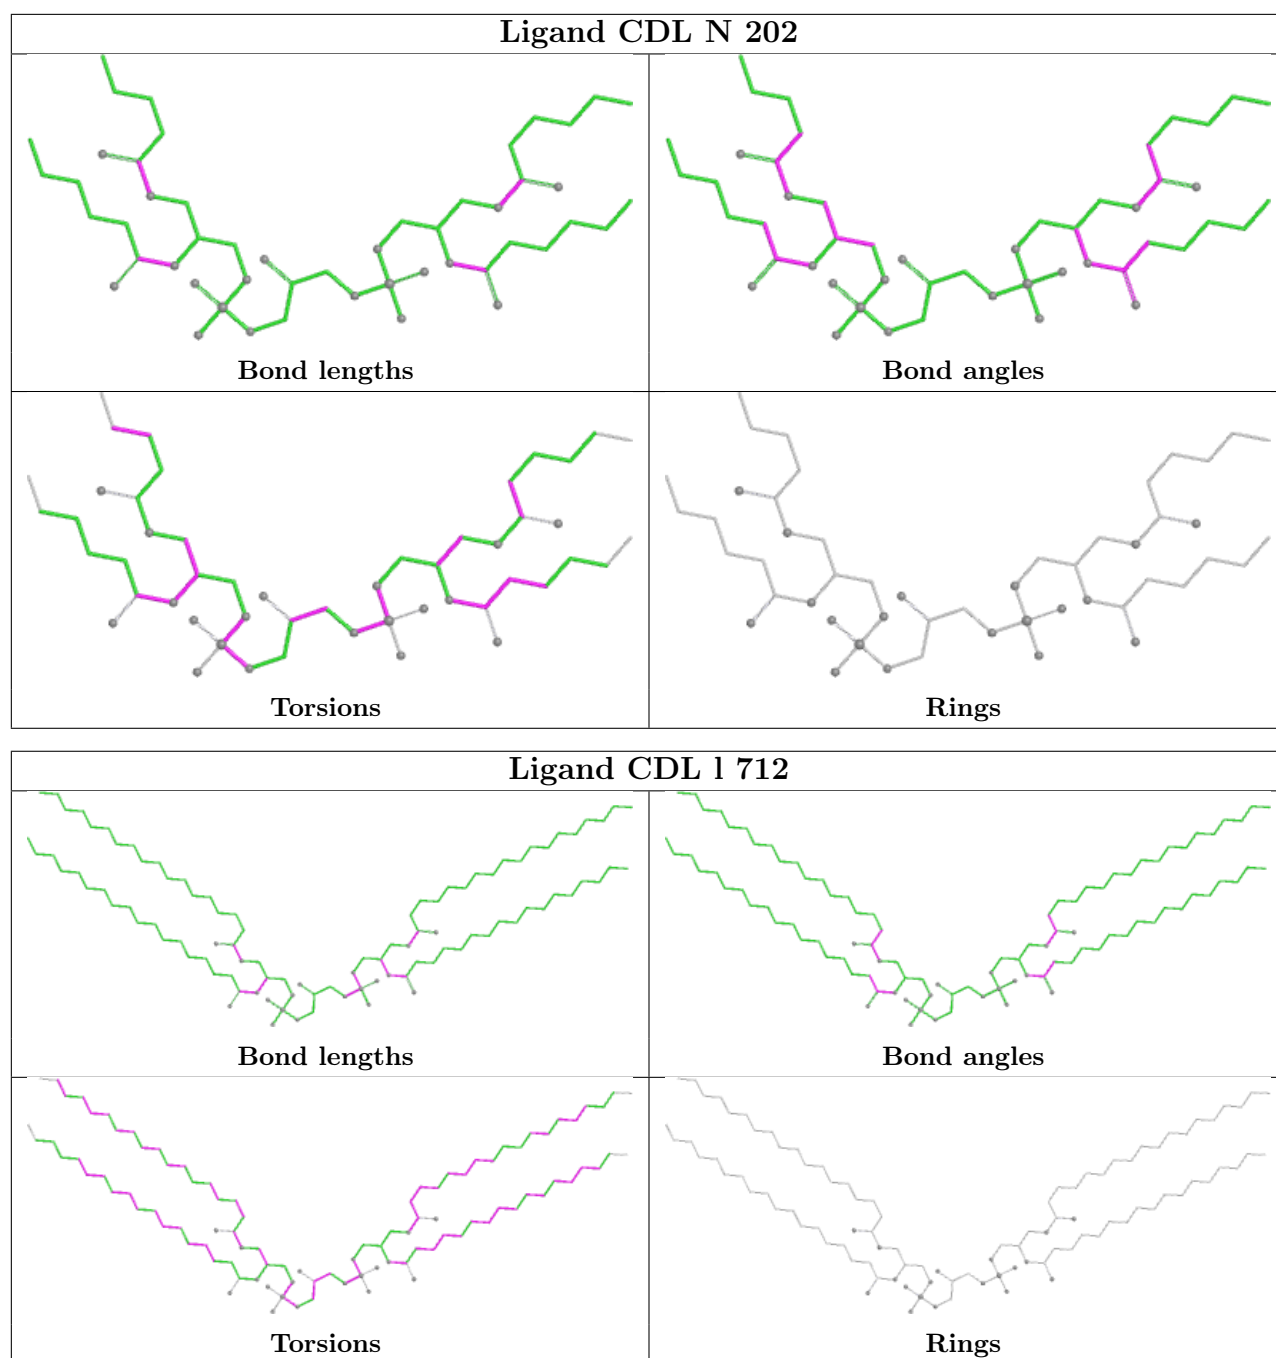 Ligand CDL N 202
Bond lengths
Bond angles
Torsions
Rings
Ligand CDL l 712
Bond lengths
Bond angles
Torsions
Rings